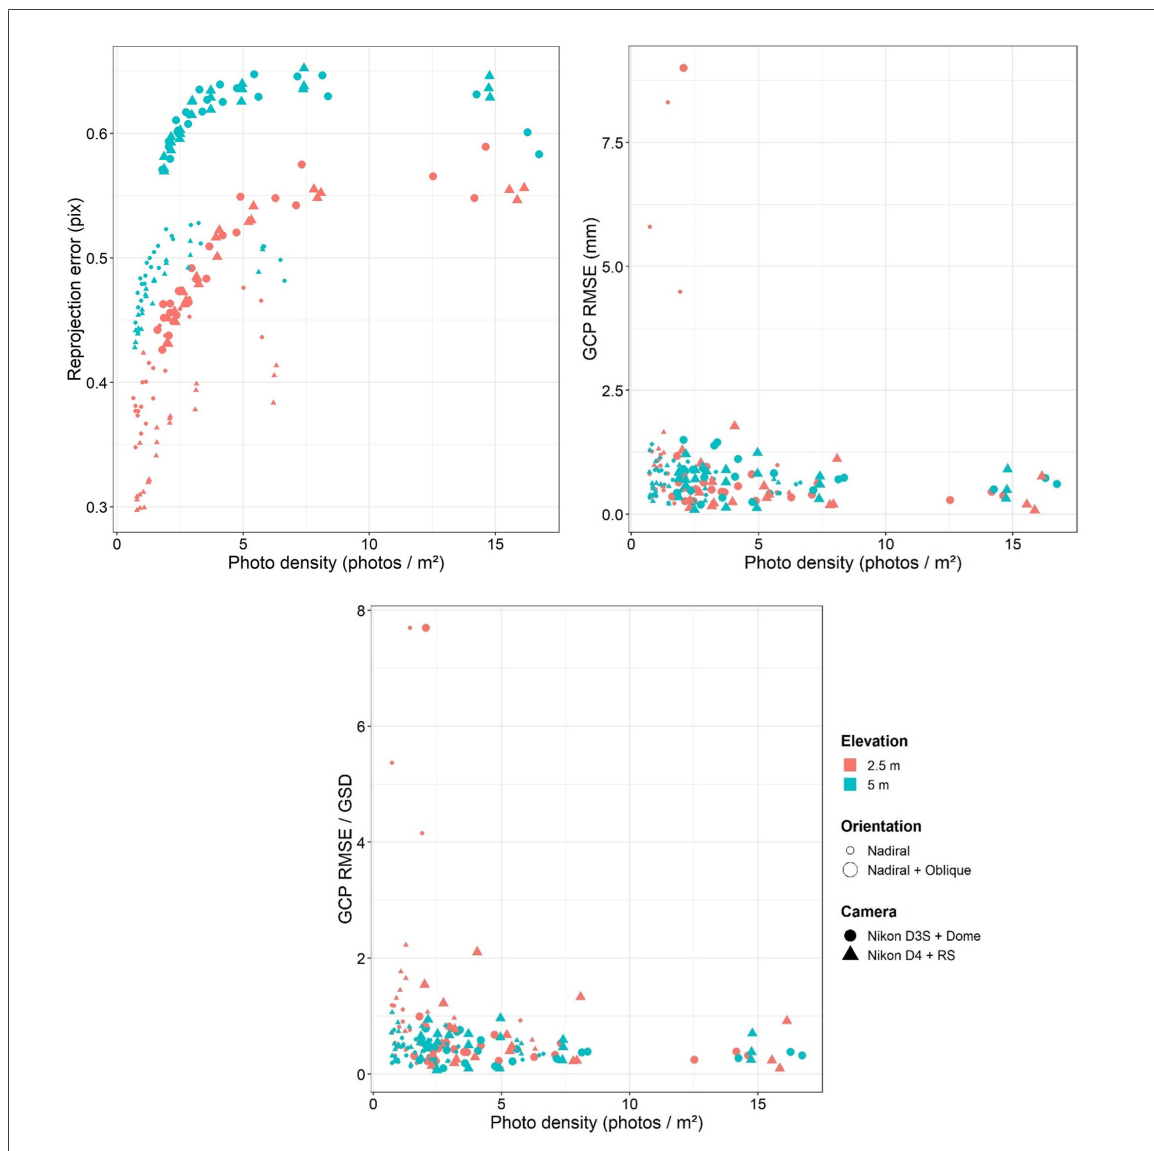 0.6
0.5
0.4
0.3
Reprojection error (pix)
0 5 10 15
Photo density (photos / m²)
7.5
5.0
2.5
0.0
GCP RMSE (mm)
0 5 10 15
Photo density (photos / m²)
8
6
4
2
0
GCP RMSE / GSD
0 5 10 15
Photo density (photos / m²)
Elevation
2.5 m
5 m
Orientation
Nadiral
Nadiral + Oblique
Camera
Nikon D3S + Dome
Nikon D4 + RS